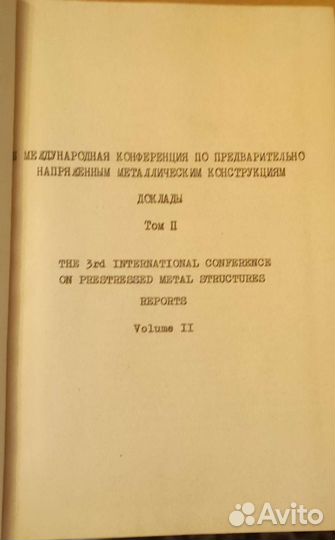 МЕЖДУНАРОДНАЯ КОНФЕРЕНЦИЯ ПО ПРЕДВАРИТЕЛЬНО
НАПРЯЖЕННЫМ МЕТАЛЛИЧЕСКИМ КОНСТРУКЦИЯМ
ДОКЛАДЫ
Том II
THE 3rd INTERNATIONAL CONFERENCE
ON PRESTRESSED METAL STRUCTURES
REPORTS
Volume II
Avito